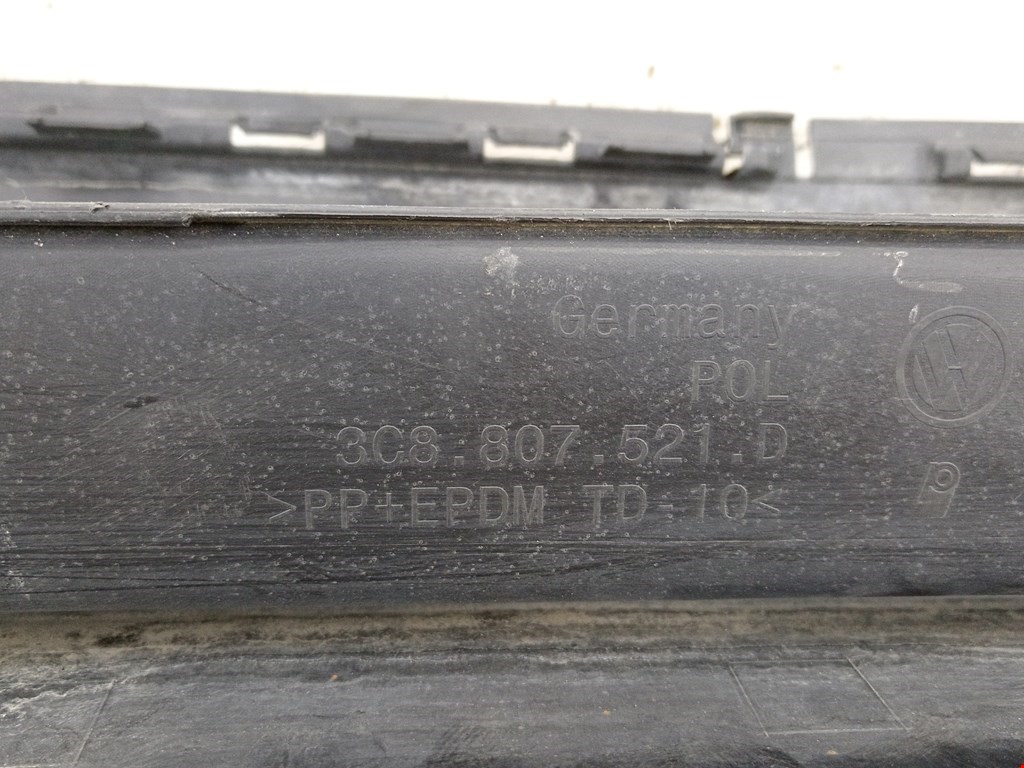 Germany
POL
3C8.807.521.D
>PP+EPDM TD-10<